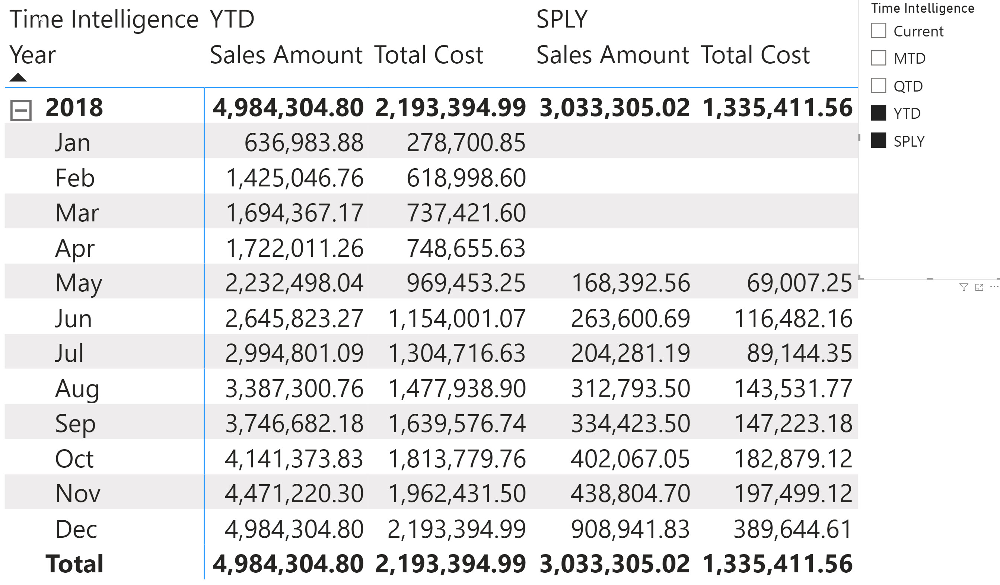 Time Intelligence YTD SPLY
Year Sales Amount Total Cost Sales Amount Total Cost
2018 4,984,304.80 2,193,394.99 3,033,305.02 1,335,411.56
Jan 636,983.88 278,700.85
Feb 1,425,046.76 618,998.60
Mar 1,694,367.17 737,421.60
Apr 1,722,011.26 748,655.63
May 2,232,498.04 969,453.25 168,392.56 69,007.25
Jun 2,645,823.27 1,154,001.07 263,600.69 116,482.16
Jul 2,994,801.09 1,304,716.63 204,281.19 89,144.35
Aug 3,387,300.76 1,477,938.90 312,793.50 143,531.77
Sep 3,746,682.18 1,639,576.74 334,423.50 147,223.18
Oct 4,141,373.83 1,813,779.76 402,067.05 182,879.12
Nov 4,471,220.30 1,962,431.50 438,804.70 197,499.12
Dec 4,984,304.80 2,193,394.99 908,941.83 389,644.61
Total 4,984,304.80 2,193,394.99 3,033,305.02 1,335,411.56
Time Intelligence
Current
MTD
QTD
YTD
SPLY